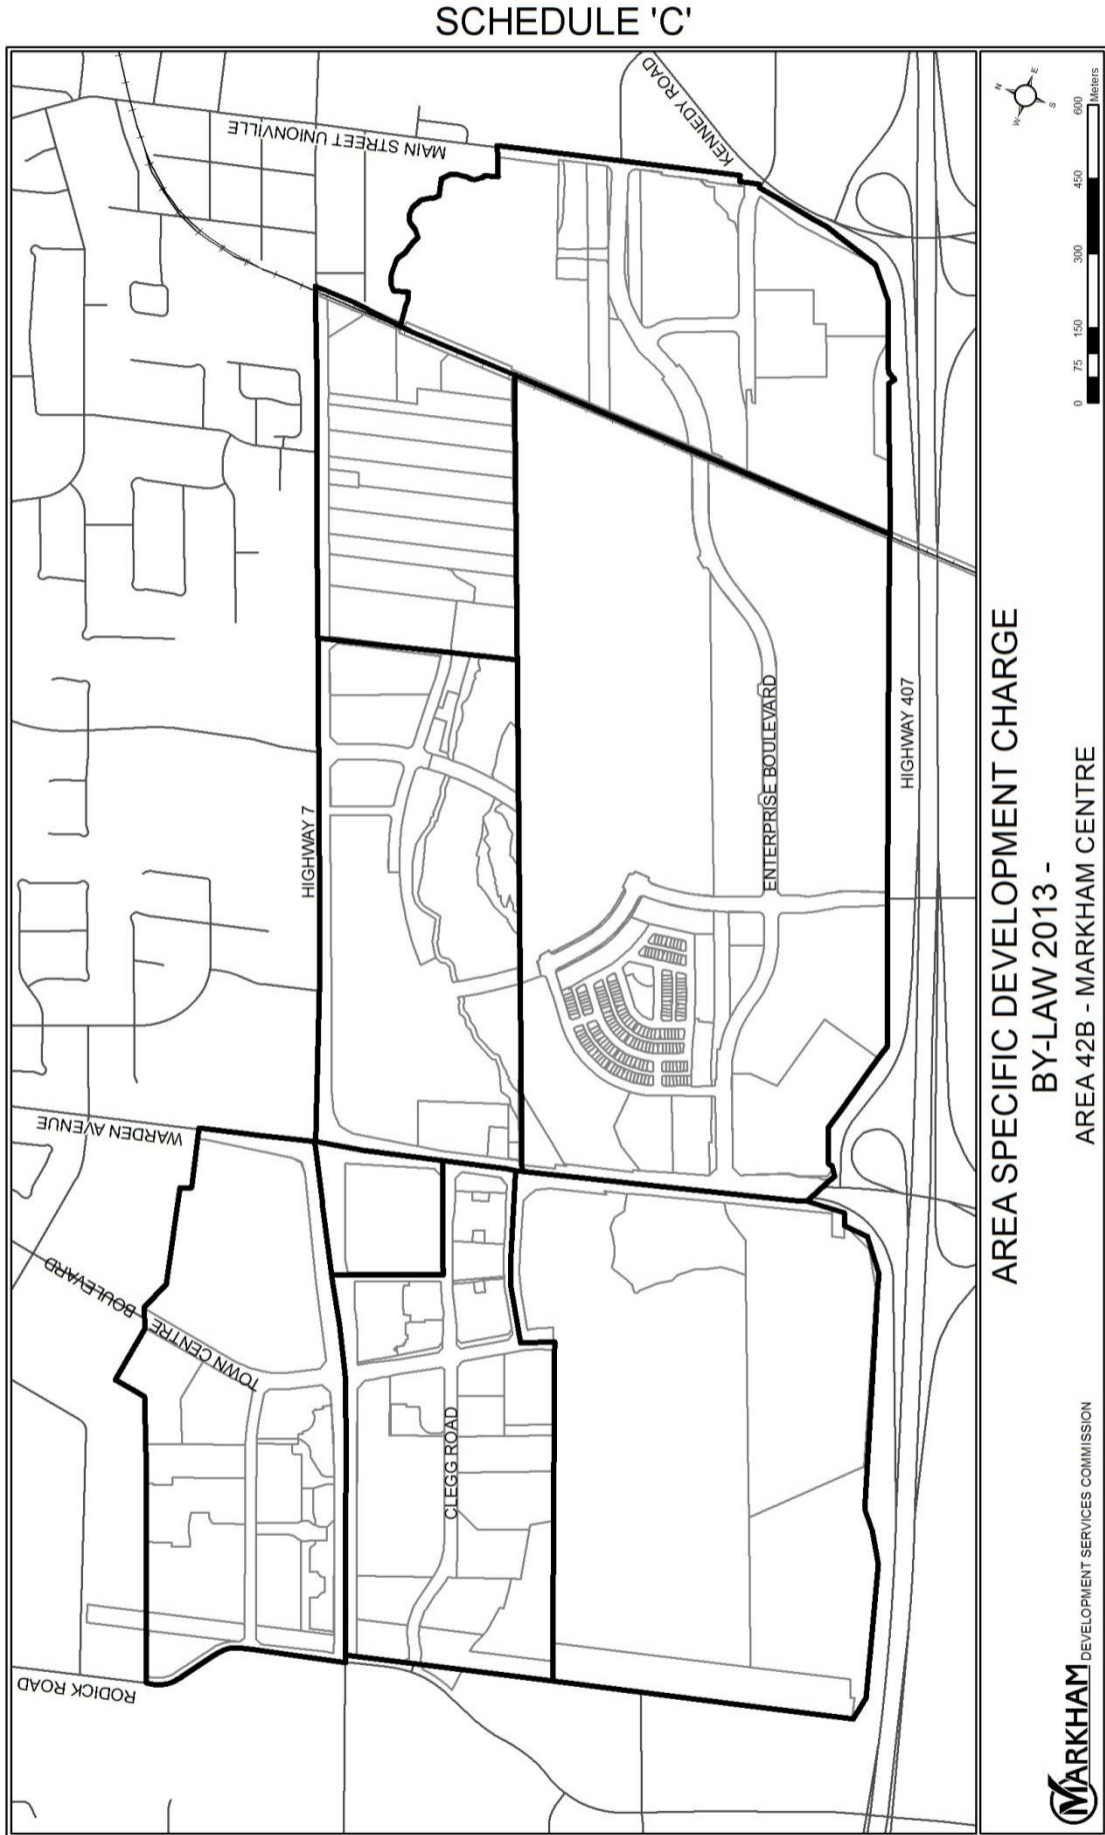 SCHEDULE 'C'
MAIN STREET UNIONVILLE
KENNEDY ROAD
HIGHWAY 7
ENTERPRISE BOULEVARD
HIGHWAY 407
WARDEN AVENUE
TOWN CENTRE BOULEVARD
CLEGG ROAD
RODICK ROAD
N
E
S
W
0 75 150 300 450 600
Meters
AREA SPECIFIC DEVELOPMENT CHARGE
BY-LAW 2013 -
AREA 42B - MARKHAM CENTRE
MARKHAM DEVELOPMENT SERVICES COMMISSION